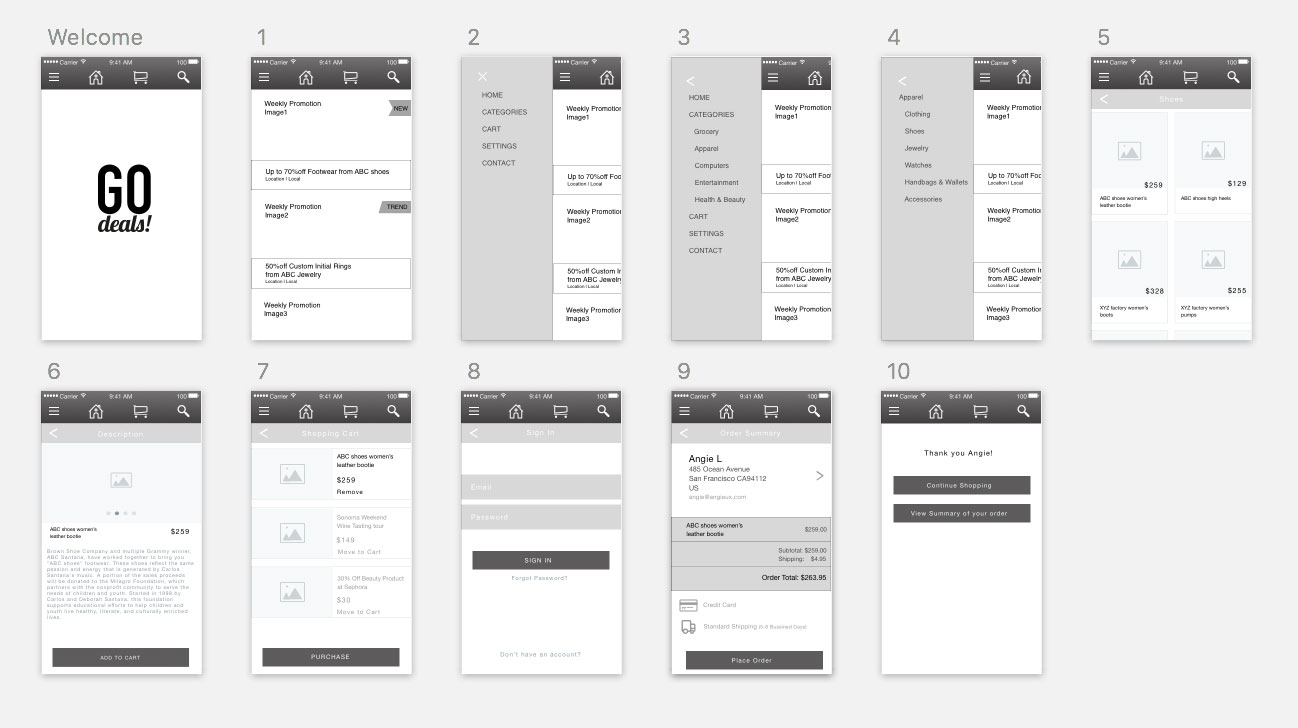 Welcome
Carrier 9:41 AM 100
GO
deals!
1
Carrier 9:41 AM 100
Weekly Promotion
Image1
NEW
Up to 70%off Footwear from ABC shoes
Location I Local
Weekly Promotion
Image2
TREND
50%off Custom Initial Rings
from ABC Jewelry
Location I Local
Weekly Promotion
Image3
2
HOME
CATEGORIES
CART
SETTINGS
CONTACT
Carrier 9:41 AM
Weekly Promotion
Image1
Up to 70%off Foo
Location I Local
Weekly Promotion
Image2
50%off Custom In
from ABC Jewelry
Location I Local
Weekly Promotion
Image3
3
HOME
CATEGORIES
Grocery
Apparel
Computers
Entertainment
Health & Beauty
CART
SETTINGS
CONTACT
Carrier
Weekly Promotion
Image1
Up to 70%off Foo
Location I Local
Weekly Promotion
Image2
50%off Custom In
from ABC Jewelry
Location I Local
Weekly Promotion
Image3
4
Apparel
Clothing
Shoes
Jewelry
Watches
Handbags & Wallets
Accessories
Carrier 9:41 AM
Weekly Promotion
Image1
Up to 70%off Foo
Location I Local
Weekly Promotion
Image2
50%off Custom In
from ABC Jewelry
Location I Local
Weekly Promotion
Image3
5
Carrier 9:41 AM 100
Shoes
$259
ABC shoes women's
leather bootie
$129
ABC shoes high heels
$328
XYZ factory women's
boots
$255
XYZ factory women's
pumps
6
Carrier 9:41 AM 100
Description
ABC shoes women's
leather bootie
$259
Brown Shoe Company and multiple Grammy winner,
ABC Santana, have worked together to bring you
"ABC shoes" footwear. These shoes reflect the same
passion and energy that is generated by Carlos
Santana's music. A portion of the sales proceeds
will be donated to the Milagro Foundation, which
partners with the nonprofit community to serve the
needs of children and youth. Started in 1998 by
Carlos and Deborah Santana, this foundation
supports educational efforts to help children and
youth live healthy, literate, and culturally enriched
lives.
ADD TO CART
7
Carrier 9:41 AM 100
Shopping Cart
ABC shoes women's
leather bootie
$259
Remove
Sonoma Weekend
Wine Tasting tour
$149
Move to Cart
30% Off Beauty Product
at Sephora
$30
Move to Cart
PURCHASE
8
Carrier 9:41 AM 100
Sign In
Email
Password
SIGN IN
Forgot Password?
Don't have an account?
9
Carrier 9:41 AM 100
Order Summary
Angie L
485 Ocean Avenue
San Francisco CA94112
US
angie@angieux.com
ABC shoes women's
leather bootie
$259.00
Subtotal: $259.00
Shipping: $4.95
Order Total: $263.95
Credit Card
Standard Shipping
Place Order
10
Carrier 9:41 AM 100
Thank you Angie!
Continue Shopping
View Summary of your order